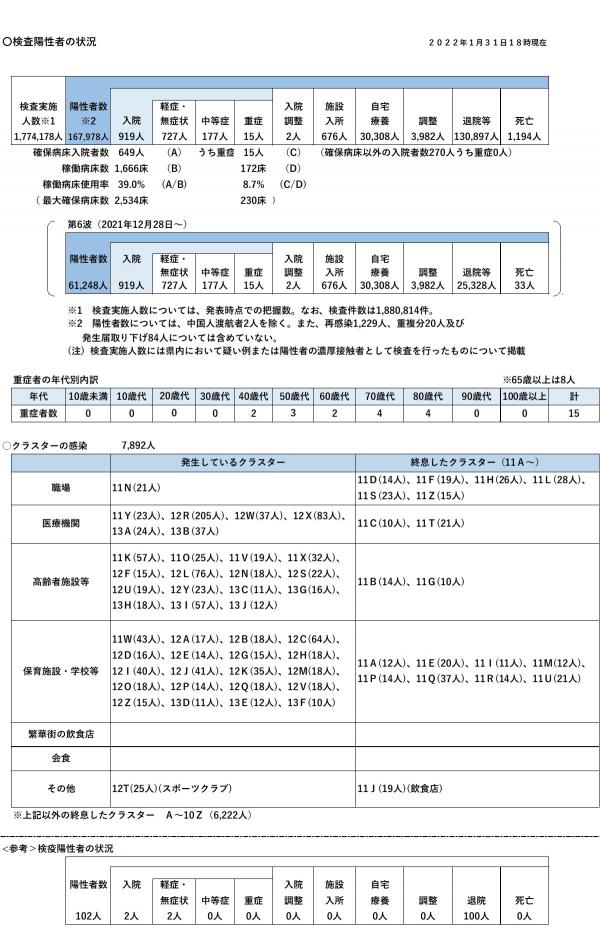 〇検査陽性者の状況
2022年1月31日18時現在
検査実施 陽性者数 軽症・ 入院 施設 自宅
人数※1 ※2 入院 無症状 中等症 重症 調整 入所 療養 調整 退院等 死亡
1,774,178人 167,978人 919人 727人 177人 15人 2人 676人 30,308人 3,982人 130,897人 1,194人
確保病床入院者数 649人 (A) うち重症 15人 (C) (確保病床以外の入院者数270人うち重症0人)
稼働病床数 1,666床 (B) 172床 (D)
稼働病床使用率 39.0% (A/B) 8.7% (C/D)
(最大確保病床数 2,534床 230床 )
第6波(2021年12月28日~)
陽性者数 入院 軽症・ 中等症 重症 入院 施設 自宅 調整 退院等 死亡
無症状 調整 入所 療養
61,248人 919人 727人 177人 15人 2人 676人 30,308人 3,982人 25,328人 33人
※1 検査実施人数については、発表時点での把握数。なお、検査件数は1,880,814件。
※2 陽性者数については、中国人渡航者2人を除く。また、再感染1,229人、重複分20人及び
発生届取り下げ84人については含めていない。
(注)検査実施人数には県内において疑い例または陽性者の濃厚接触者として検査を行ったものについて掲載
重症者の年代別内訳 ※65歳以上は8人
年代 10歳未満 10歳代 20歳代 30歳代 40歳代 50歳代 60歳代 70歳代 80歳代 90歳代 100歳以上 計
重症者数 0 0 0 0 2 3 2 4 4 0 0 15
○クラスターの感染 7,892人
発生しているクラスター 終息したクラスター(11A~)
職場 11N(21人) 11D(14人)、11F(19人)、11H(26人)、11L(28人)、
11S(23人)、11Z(15人)
医療機関 11Y(23人)、12R(205人)、12W(37人)、12X(83人)、
13A(24人)、13B(37人) 11C(10人)、11T(21人)
高齢者施設等 11K(57人)、11O(25人)、11V(19人)、11X(32人)、
12F(15人)、12L(76人)、12N(18人)、12S(22人)、
12U(19人)、12Y(23人)、13C(11人)、13G(16人)、
13H(18人)、13I(57人)、13J(12人)
11B(14人)、11G(10人)
保育施設・学校等 11W(43人)、12A(17人)、12B(18人)、12C(64人)、
12D(16人)、12E(14人)、12G(15人)、12H(18人)、
12I(40人)、12J(41人)、12K(35人)、12M(18人)、
12O(18人)、12P(14人)、12Q(18人)、12V(18人)、
12Z(15人)、13D(11人)、13E(12人)、13F(10人)
11A(12人)、11E(20人)、11I(11人)、11M(12人)、
11P(14人)、11Q(37人)、11R(14人)、11U(21人)
繁華街の飲食店
会食
その他 12T(25人)(スポーツクラブ) 11J(19人)(飲食店)
※上記以外の終息したクラスター A~10Z(6,222人)
<参考>検疫陽性者の状況
陽性者数 入院 軽症・ 中等症 重症 入院 施設 自宅 調整 退院 死亡
無症状 調整 入所 療養
102人 2人 2人 0人 0人 0人 0人 0人 0人 100人 0人